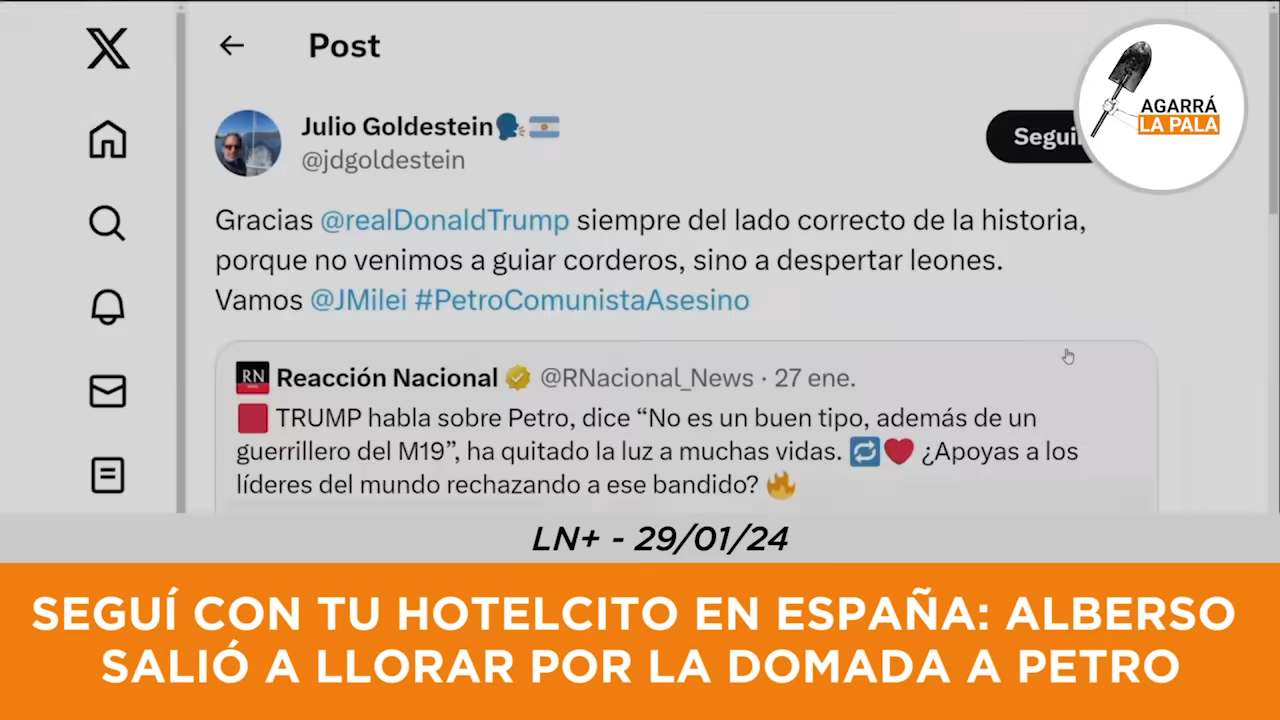 Post
Julio Goldestein
@jdgoldestein
Segui
AGARRÁ
LA PALA
Gracias @realDonaldTrump siempre del lado correcto de la historia,
porque no venimos a guiar corderos, sino a despertar leones.
Vamos @JMilei #PetroComunistaAsesino
RN Reacción Nacional @RNacional_News · 27 ene.
TRUMP habla sobre Petro, dice “No es un buen tipo, además de un
guerrillero del M19”, ha quitado la luz a muchas vidas. ¿Apoyas a los
líderes del mundo rechazando a ese bandido?
LN+ - 29/01/24
SEGUÍ CON TU HOTELCITO EN ESPAÑA: ALBERSO
SALIÓ A LLORAR POR LA DOMADA A PETRO